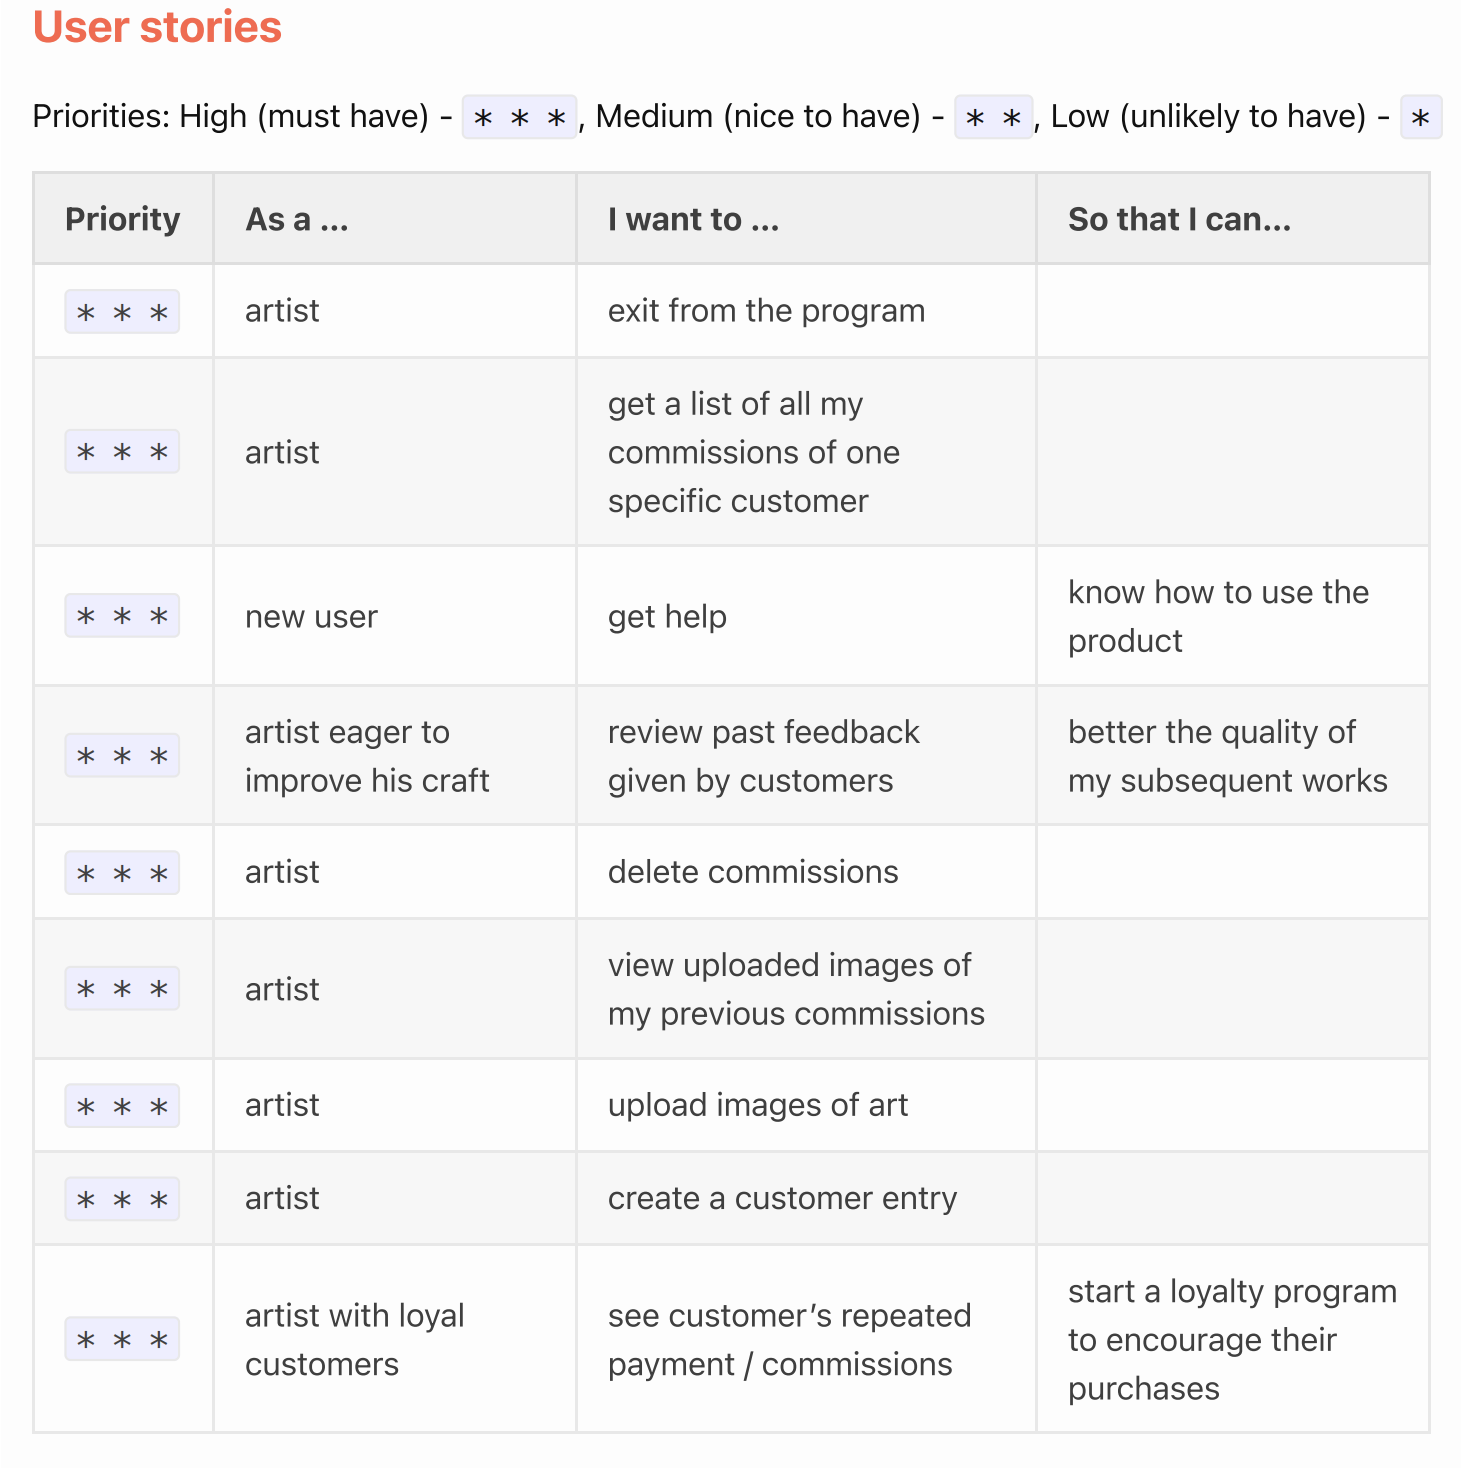 User stories
Priorities: High (must have) - * * *, Medium (nice to have) - * *, Low (unlikely to have) - *
Priority As a ... I want to ... So that I can...
* * * artist exit from the program
* * * artist get a list of all my
commissions of one
specific customer
* * * new user get help know how to use the
product
* * * artist eager to
improve his craft review past feedback
given by customers better the quality of
my subsequent works
* * * artist delete commissions
* * * artist view uploaded images of
my previous commissions
* * * artist upload images of art
* * * artist create a customer entry
* * * artist with loyal
customers see customer’s repeated
payment / commissions start a loyalty program
to encourage their
purchases